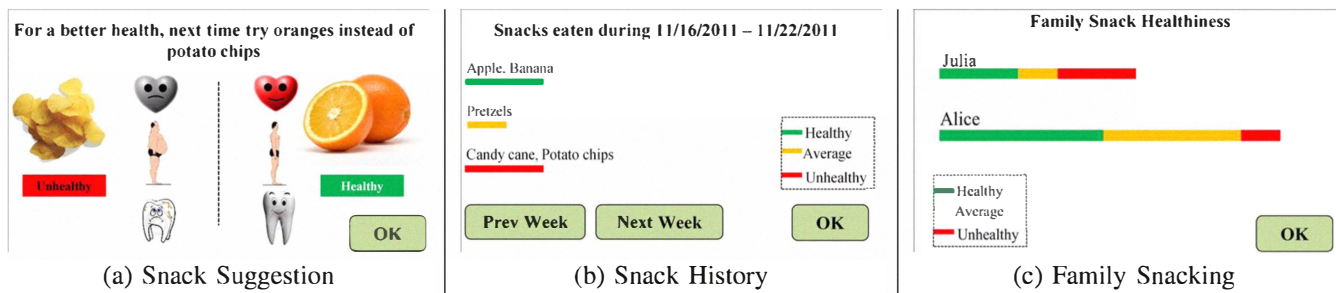 For a better health, next time try oranges instead of
potato chips
Unhealthy
Healthy
OK
(a) Snack Suggestion
Snacks eaten during 11/16/2011 – 11/22/2011
Apple, Banana
Pretzels
Candy cane, Potato chips
Healthy
Average
Unhealthy
Prev Week
Next Week
OK
(b) Snack History
Family Snack Healthiness
Julia
Alice
Healthy
Average
Unhealthy
OK
(c) Family Snacking